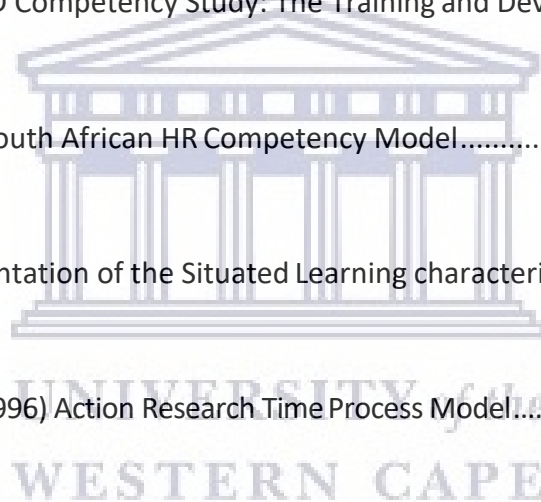 D Competency Study: The Training and Dev
outh African HR Competency Model..........
ntation of the Situated Learning characteri
996) Action Research Time Process Model....
UNIVERSITY of the
WESTERN CAPE